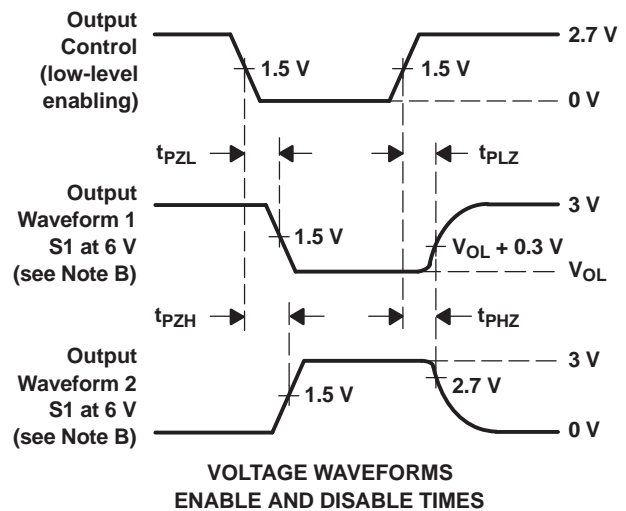 Output
Control
(low-level
enabling)
1.5 V
1.5 V
2.7 V
0 V
tPZL
tPLZ
Output
Waveform 1
S1 at 6 V
(see Note B)
1.5 V
3 V
VOL + 0.3 V
VOL
tPZH
tPHZ
Output
Waveform 2
S1 at 6 V
(see Note B)
1.5 V
3 V
2.7 V
0 V
VOLTAGE WAVEFORMS
ENABLE AND DISABLE TIMES